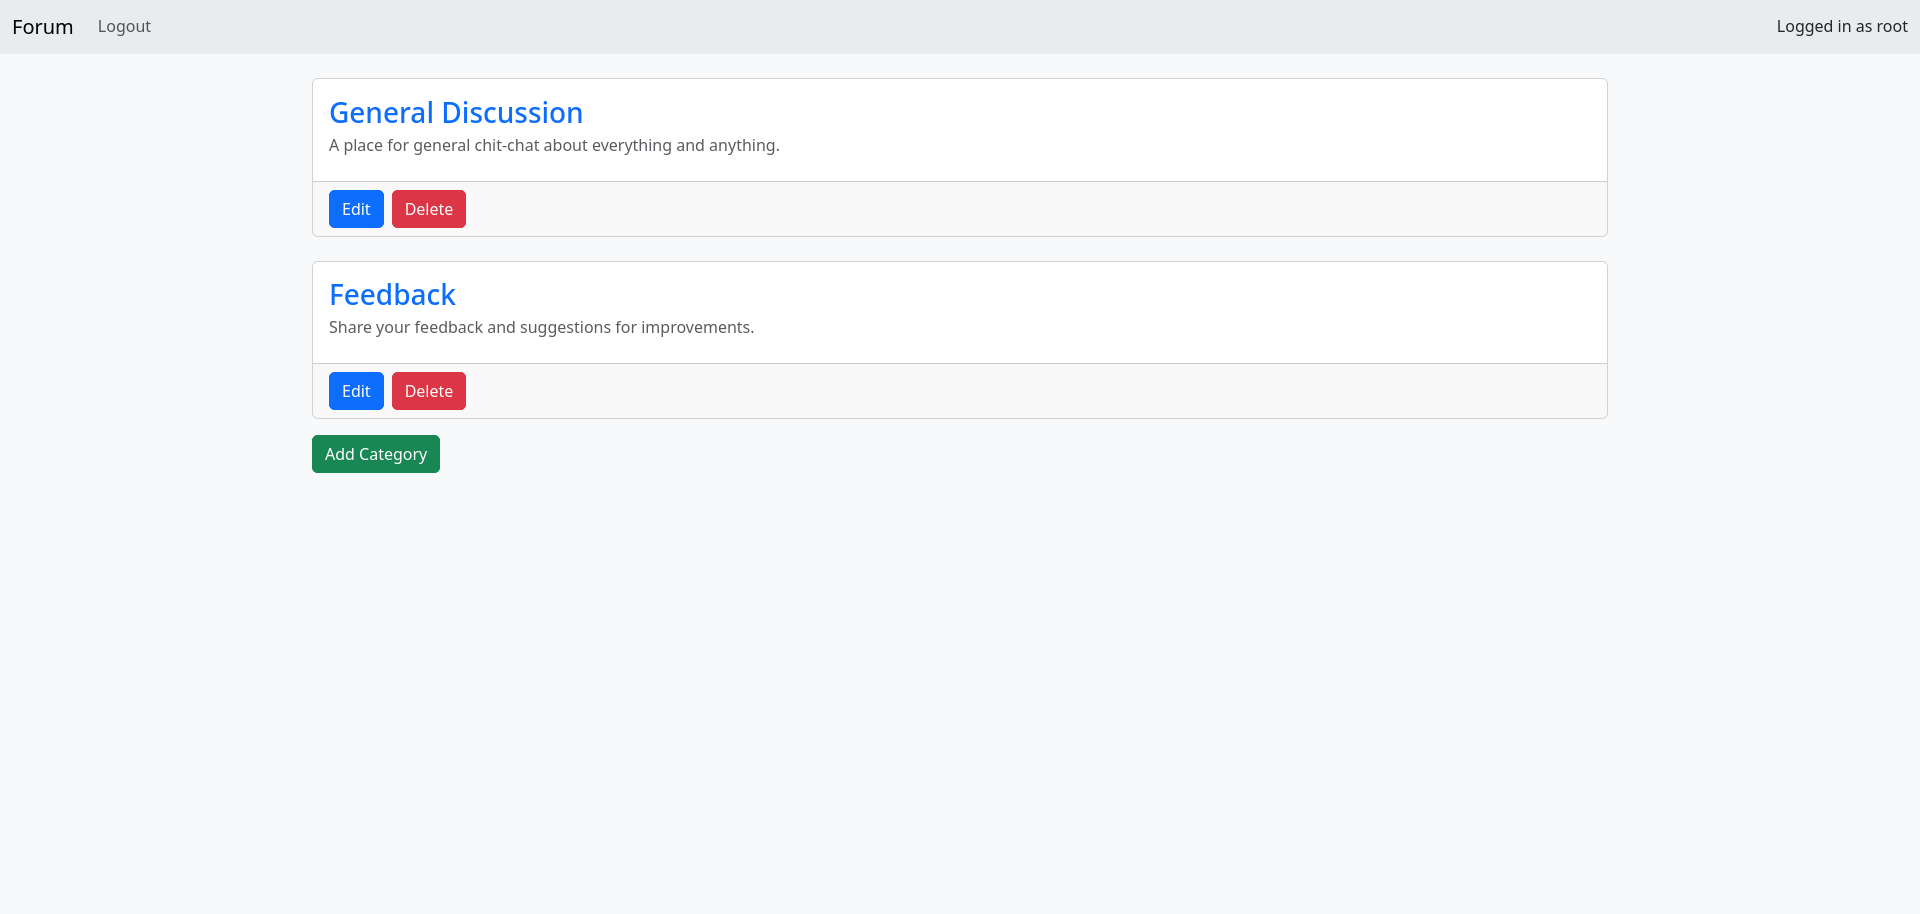 Forum Logout Logged in as root
General Discussion
A place for general chit-chat about everything and anything.
Edit Delete
Feedback
Share your feedback and suggestions for improvements.
Edit Delete
Add Category